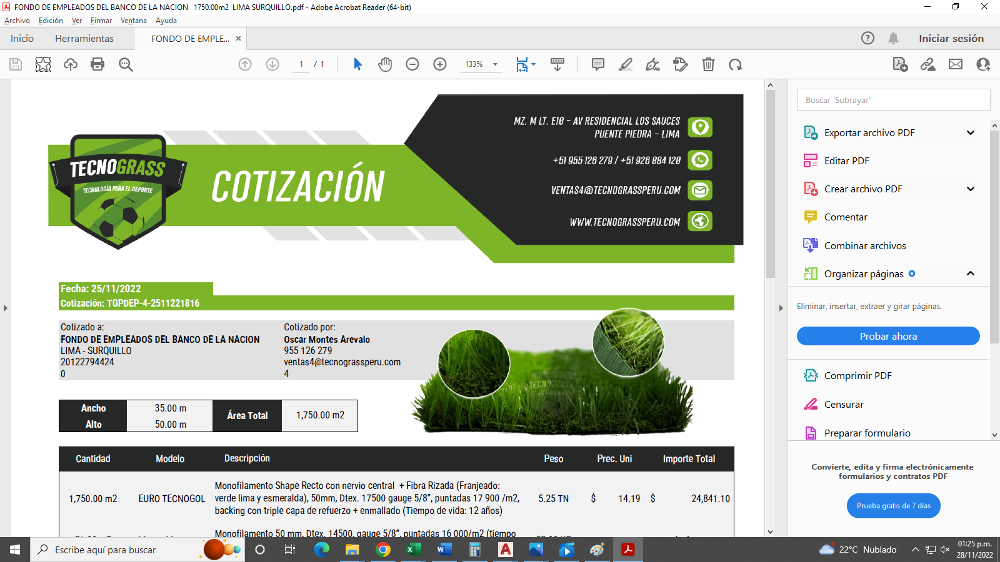 FONDO DE EMPLEADOS DEL BANCO DE LA NACION   1750.00m2  LIMA SURQUILLO.pdf - Adobe Acrobat Reader (64-bit)
Archivo Edición Ver Firmar Ventana Ayuda
Inicio Herramientas FONDO DE EMPLE... × Iniciar sesión
1 / 1 133%
MZ. M LT. E10 - AV RESIDENCIAL LOS SAUCES
PUENTE PIEDRA - LIMA
+51 955 126 279 / +51 926 884 120
VENTAS4@TECNOGRASSPERU.COM
WWW.TECNOGRASSPERU.COM
TECNOGRASS
TECNOLOGÍA PARA EL DEPORTE
COTIZACIÓN
Fecha: 25/11/2022
Cotización: TGPDEP-4-2511221816
Cotizado a:
FONDO DE EMPLEADOS DEL BANCO DE LA NACION
LIMA - SURQUILLO
20122794424
0
Cotizado por:
Oscar Montes Arevalo
955 126 279
ventas4@tecnograssperu.com
4
TECNOGRASS
Ancho 35.00 m
Alto 50.00 m
Área Total 1,750.00 m2
Cantidad Modelo Descripción Peso Prec. Uni Importe Total
1,750.00 m2 EURO TECNOGOL
Monofilamento Shape Recto con nervio central  + Fibra Rizada (Franjeado:
verde lima y esmeralda), 50mm, Dtex. 17500 gauge 5/8", puntadas 17 900 /m2,
backing con triple capa de refuerzo + enmallado (Tiempo de vida: 12 años)
5.25 TN $ 14.19 $ 24,841.10
Monofilamento 50 mm, Dtex. 14500, gauge 5/8", puntadas 16 000/m2 (tiempo
Buscar 'Subrayar'
Exportar archivo PDF
Editar PDF
Crear archivo PDF
Comentar
Combinar archivos
Organizar páginas
Eliminar, insertar, extraer y girar páginas.
Probar ahora
Comprimir PDF
Censurar
Preparar formulario
Convierte, edita y firma electrónicamente
formularios y contratos PDF
Prueba gratis de 7 días
Escribe aquí para buscar
22°C Nublado
01:25 p.m.
28/11/2022